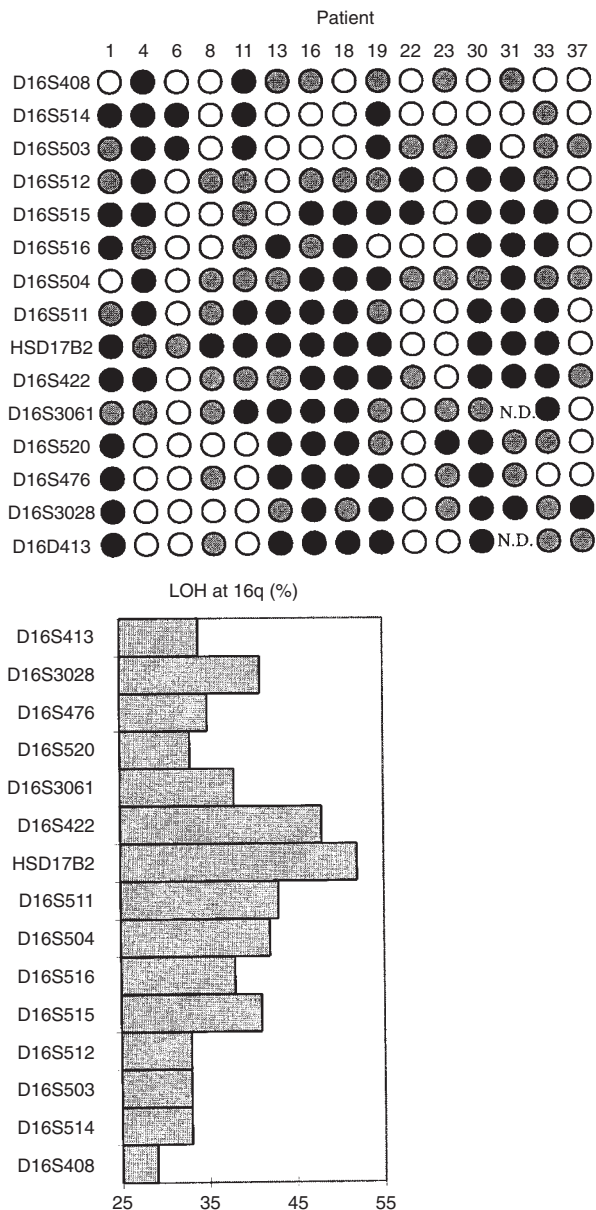 Patient
1 4 6 8 11 13 16 18 19 22 23 30 31 33 37
D16S408
D16S514
D16S503
D16S512
D16S515
D16S516
D16S504
D16S511
HSD17B2
D16S422
D16S3061 N.D.
D16S520
D16S476
D16S3028
D16D413 N.D.
LOH at 16q (%)
D16S413
D16S3028
D16S476
D16S520
D16S3061
D16S422
HSD17B2
D16S511
D16S504
D16S516
D16S515
D16S512
D16S503
D16S514
D16S408
25 35 45 55